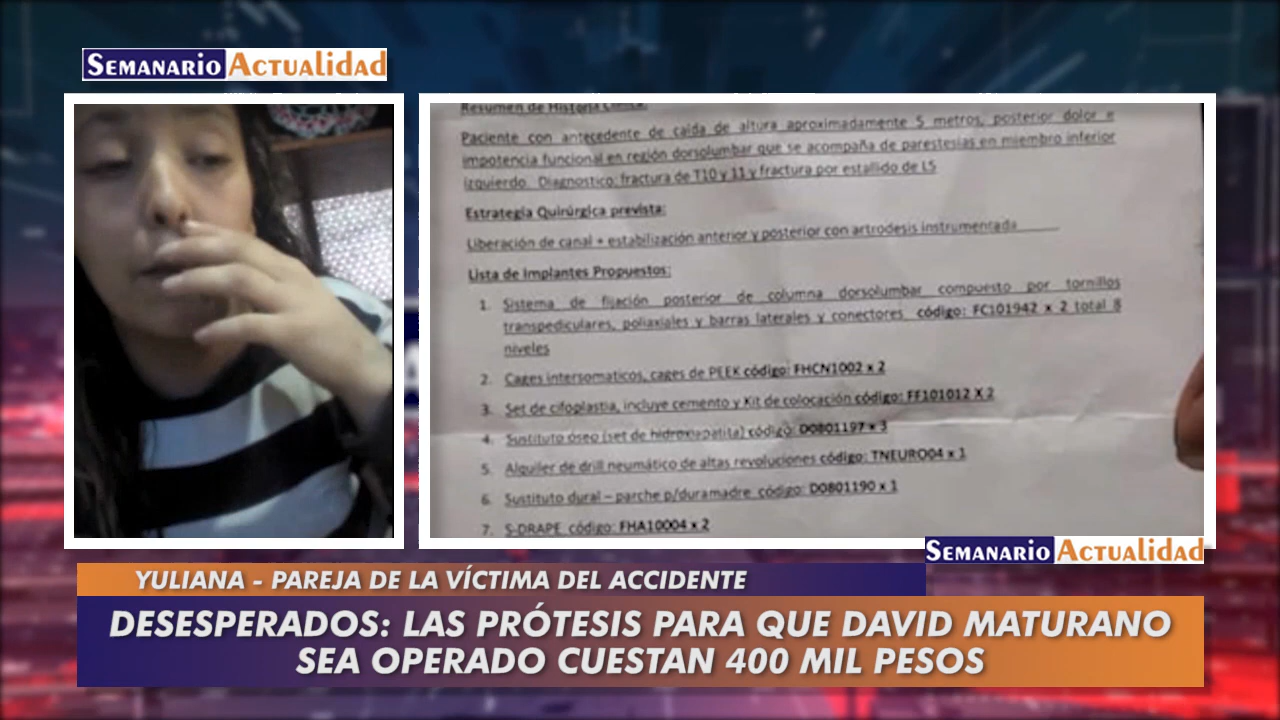 SEMANARIO ACTUALIDAD
Resumen de Historia Clínica:
Paciente con antecedente de caída de altura aproximadamente 5 metros, posterior dolor e
impotencia funcional en región dorsolumbar que se acompaña de parestesias en miembro inferior
izquierdo. Diagnostico: fractura de T10 y 11 y fractura por estallido de L5
Estrategia Quirúrgica prevista:
Liberación de canal + estabilización anterior y posterior con artrodesis instrumentada
Lista de Implantes Propuestos:
1. Sistema de fijación posterior de columna dorsolumbar compuesto por tornillos
transpediculares, poliaxiales y barras laterales y conectores código: FC101942 x 2 total 8
niveles
2. Cages intersomaticos, cages de PEEK código: FHCN1002 x 2
3. Set de cifoplastia, incluye cemento y Kit de colocación código: FF101012 X 2
4. Sustituto óseo (set de hidroxiapatita) código: D0801197 x 3
5. Alquiler de drill neumático de altas revoluciones código: TNEURO04 x 1
6. Sustituto dural – parche p/duramadre código: D0801190 x 1
7. S-DRAPE código: FHA10004 x 2
SEMANARIO ACTUALIDAD
YULIANA - PAREJA DE LA VÍCTIMA DEL ACCIDENTE
DESESPERADOS: LAS PRÓTESIS PARA QUE DAVID MATURANO
SEA OPERADO CUESTAN 400 MIL PESOS